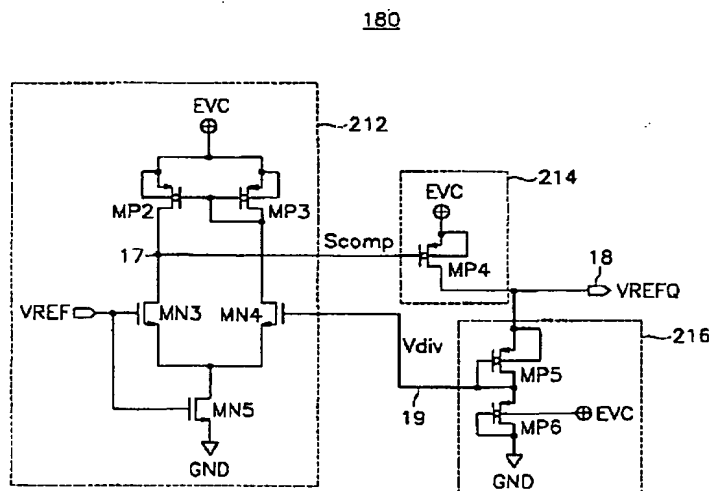 180
EVC
212
MP2
MP3
EVC
214
17
Scomp
MP4
18
VREFQ
VREF
MN3
MN4
Vdiv
216
MP5
19
MP6
EVC
MN5
GND
GND